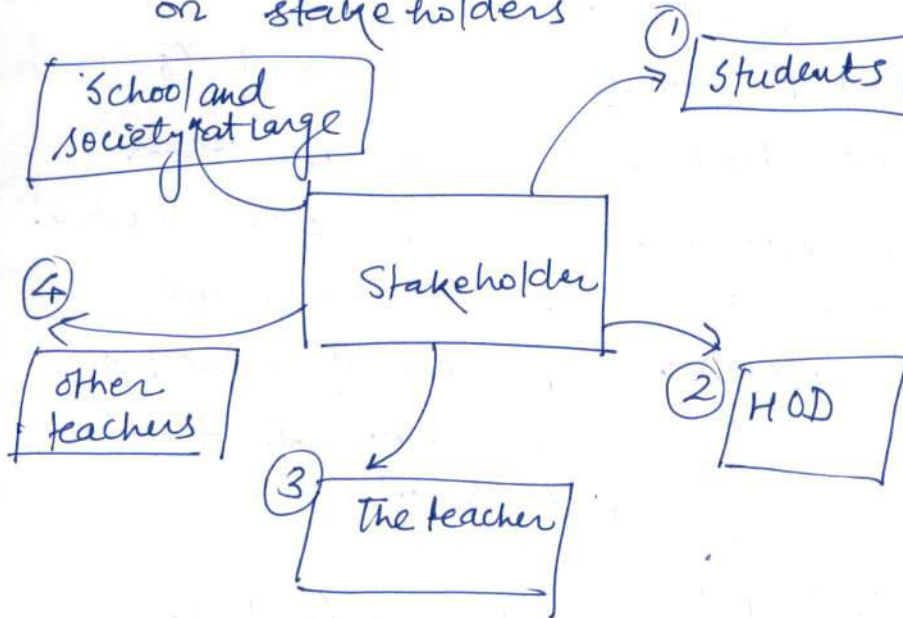 on stakeholders
School and
society at large
①
Students
Stakeholder
④
other
teachers
②
HOD
③
The teacher